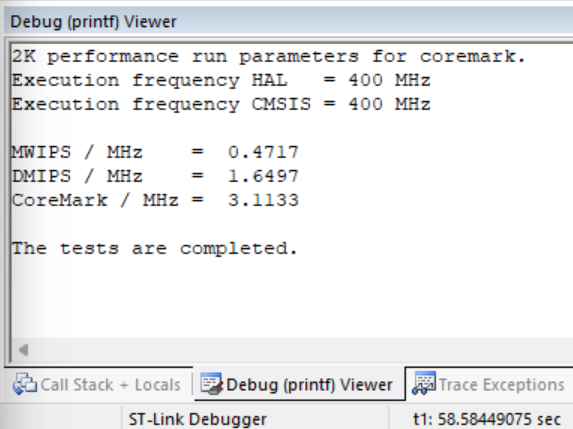 Debug (printf) Viewer
2K performance run parameters for coremark.
Execution frequency HAL   = 400 MHz
Execution frequency CMSIS = 400 MHz
MWIPS / MHz    =  0.4717
DMIPS / MHz    =  1.6497
CoreMark / MHz =  3.1133
The tests are completed.
Call Stack + Locals Debug (printf) Viewer Trace Exceptions
ST-Link Debugger t1: 58.58449075 sec